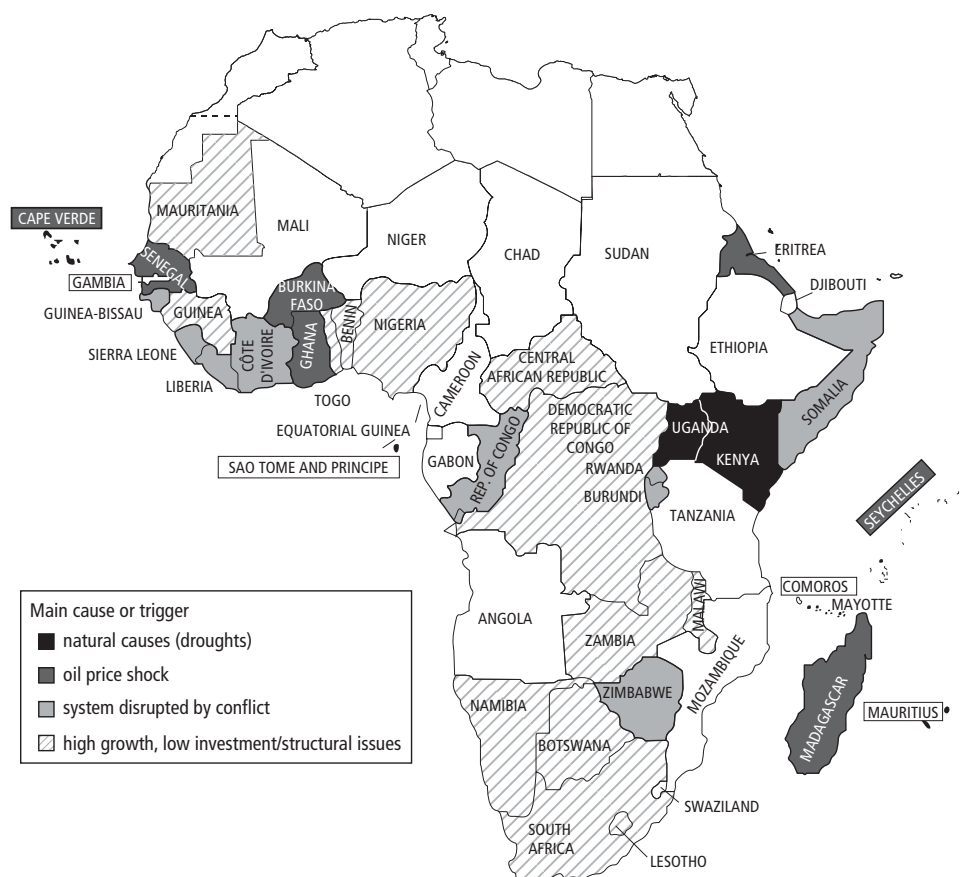 MAURITANIA
CAPE VERDE
MALI
NIGER
CHAD
SUDAN
ERITREA
SENEGAL
GAMBIA
BURKINA
FASO
DJIBOUTI
GUINEA-BISSAU
GUINEA
BENIN
NIGERIA
SIERRA LEONE
CÔTE
D'IVOIRE
GHANA
ETHIOPIA
CENTRAL
AFRICAN REPUBLIC
CAMEROON
LIBERIA
TOGO
SOMALIA
DEMOCRATIC
REPUBLIC OF
CONGO
UGANDA
EQUATORIAL GUINEA
REP. OF CONGO
KENYA
GABON
SAO TOME AND PRINCIPE
RWANDA
BURUNDI
TANZANIA
SEYCHELLES
COMOROS
MAYOTTE
ANGOLA
MALAWI
ZAMBIA
MOZAMBIQUE
ZIMBABWE
NAMIBIA
MADAGASCAR
MAURITIUS
BOTSWANA
SWAZILAND
SOUTH
AFRICA
LESOTHO
Main cause or trigger
natural causes (droughts)
oil price shock
system disrupted by conflict
high growth, low investment/structural issues